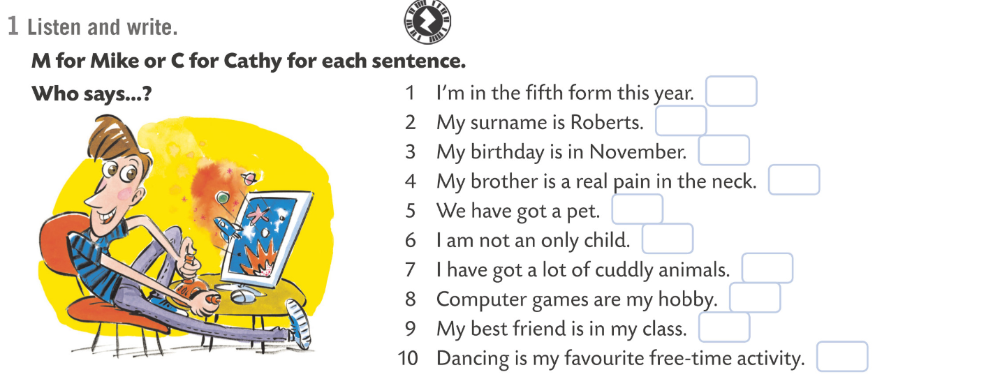 1 Listen and write.
M for Mike or C for Cathy for each sentence.
Who says...?
1 I'm in the fifth form this year.
2 My surname is Roberts.
3 My birthday is in November.
4 My brother is a real pain in the neck.
5 We have got a pet.
6 I am not an only child.
7 I have got a lot of cuddly animals.
8 Computer games are my hobby.
9 My best friend is in my class.
10 Dancing is my favourite free-time activity.